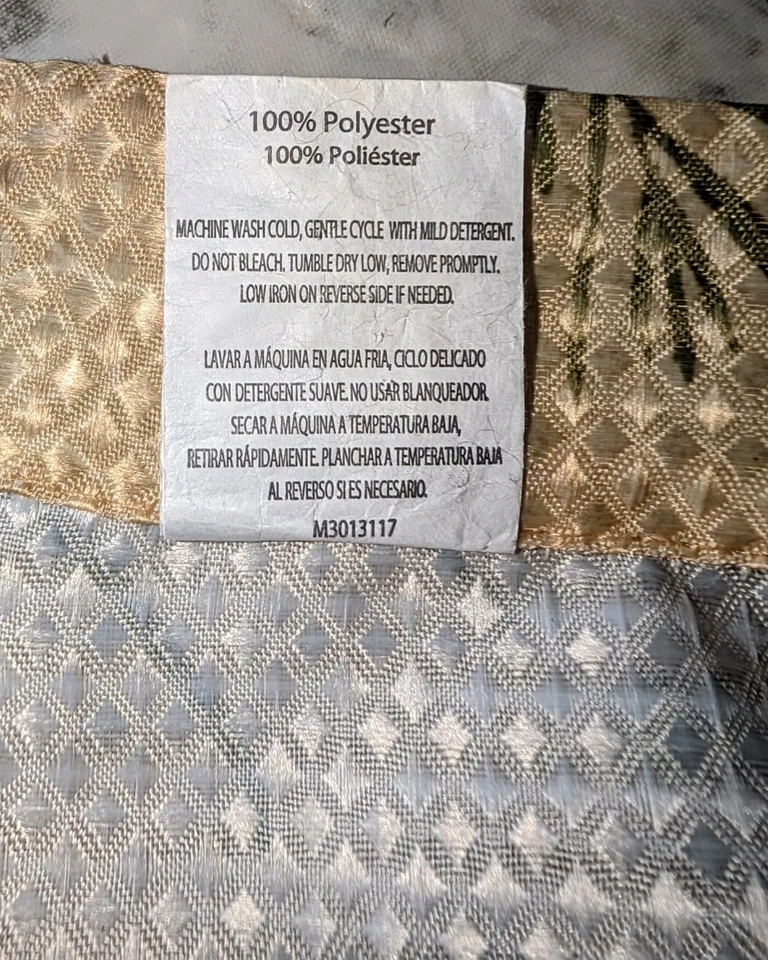 100% Polyester
100% Poliéster
MACHINE WASH COLD, GENTLE CYCLE WITH MILD DETERGENT.
DO NOT BLEACH. TUMBLE DRY LOW, REMOVE PROMPTLY.
LOW IRON ON REVERSE SIDE IF NEEDED.
LAVAR A MÁQUINA EN AGUA FRIA, CICLO DELICADO
CON DETERGENTE SUAVE. NO USAR BLANQUEADOR.
SECAR A MÁQUINA A TEMPERATURA BAJA,
RETIRAR RÁPIDAMENTE. PLANCHAR A TEMPERATURA BAJA
AL REVERSO SI ES NECESARIO.
M3013117